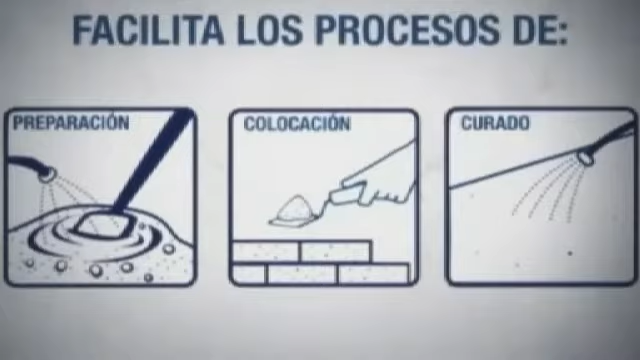 FACILITA LOS PROCESOS DE:
PREPARACIÓN
COLOCACIÓN
CURADO